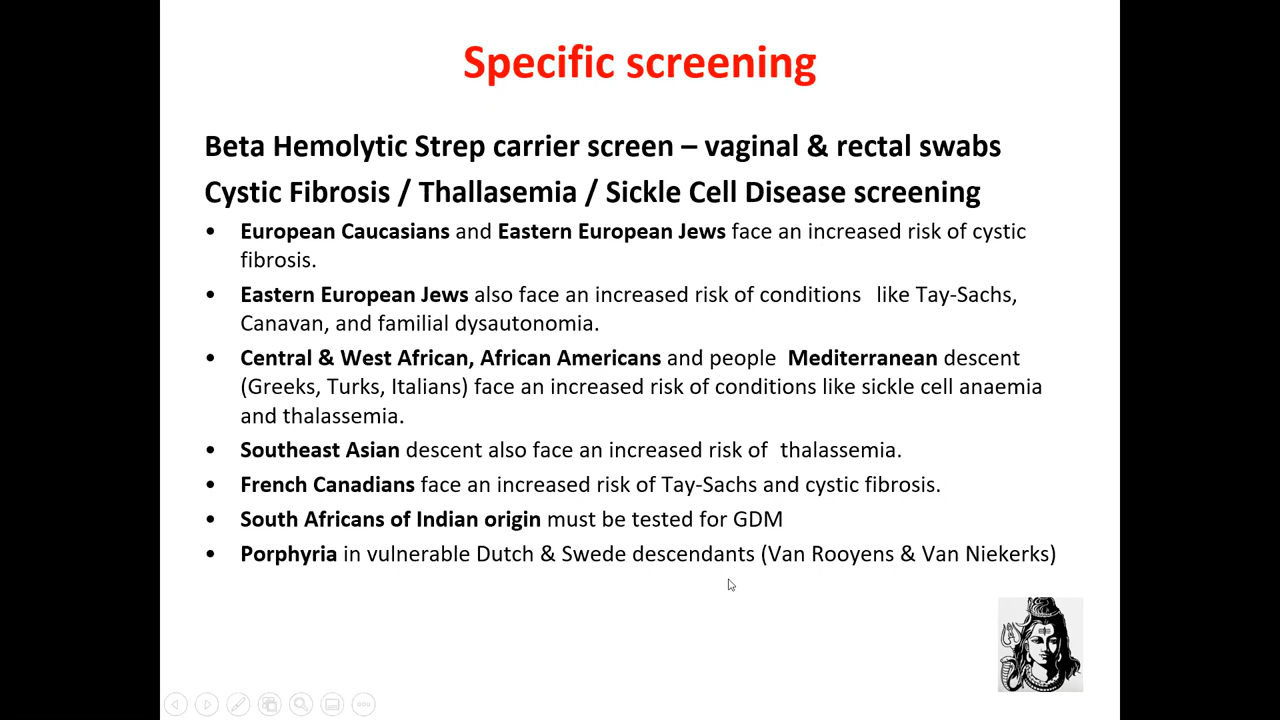 Specific screening
Beta Hemolytic Strep carrier screen – vaginal & rectal swabs
Cystic Fibrosis / Thallasemia / Sickle Cell Disease screening
• European Caucasians and Eastern European Jews face an increased risk of cystic
fibrosis.
• Eastern European Jews also face an increased risk of conditions like Tay-Sachs,
Canavan, and familial dysautonomia.
• Central & West African, African Americans and people Mediterranean descent
(Greeks, Turks, Italians) face an increased risk of conditions like sickle cell anaemia
and thalassemia.
• Southeast Asian descent also face an increased risk of thalassemia.
• French Canadians face an increased risk of Tay-Sachs and cystic fibrosis.
• South Africans of Indian origin must be tested for GDM
• Porphyria in vulnerable Dutch & Swede descendants (Van Rooyens & Van Niekerks)